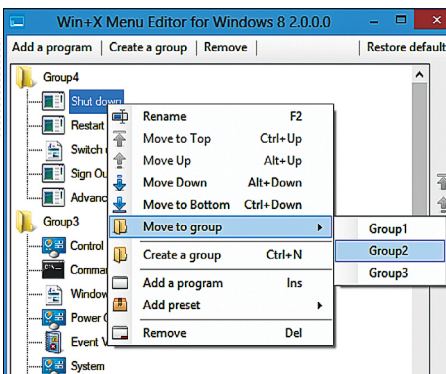 Win+X Menu Editor for Windows 8 2.0.0.0
Add a program | Create a group | Remove | | Restore default
Group4
Shut down
Restart
Switch
Sign Ou
Advanc
Rename F2
Move to Top Ctrl+Up
Move Up Alt+Up
Move Down Alt+Down
Move to Bottom Ctrl+Down
Move to group
Create a group Ctrl+N
Add a program Ins
Add preset
Remove Del
Group1
Group2
Group3
Group3
Control
Comma
Window
Power
Event V
System